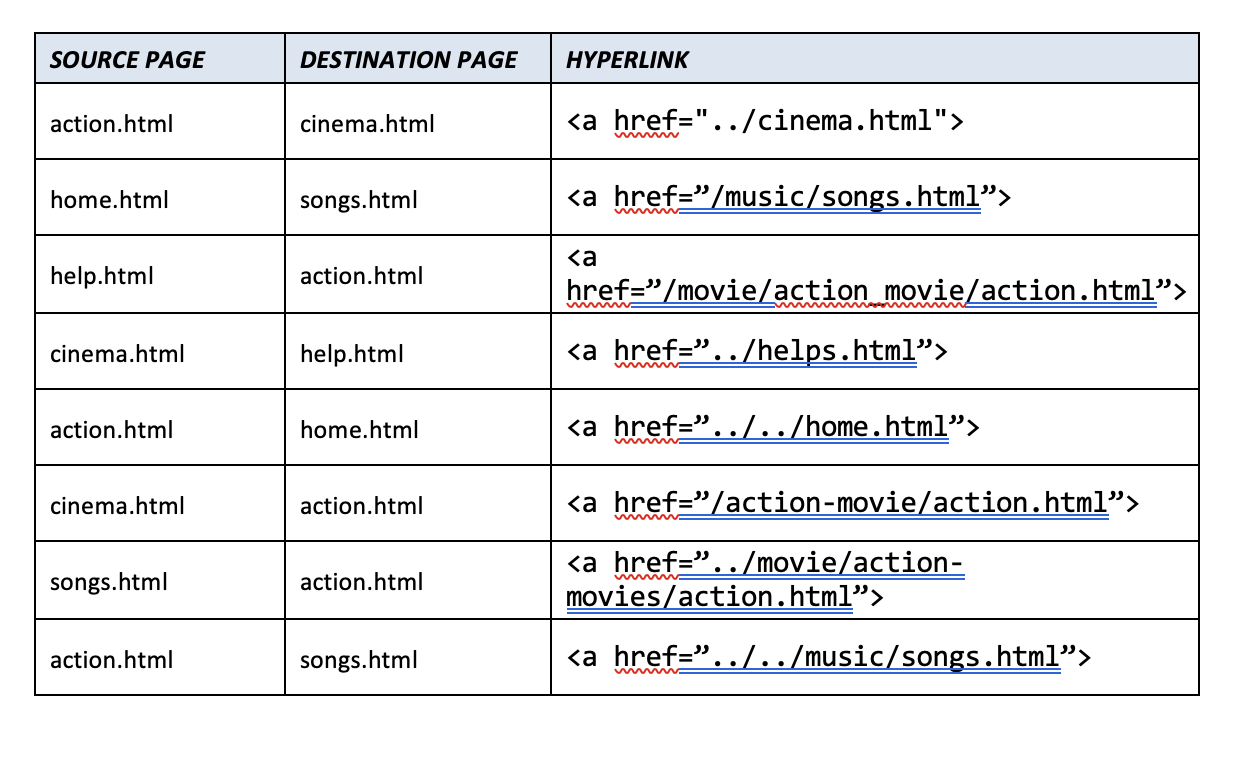 SOURCE PAGE DESTINATION PAGE HYPERLINK
action.html cinema.html <a href="../cinema.html">
home.html songs.html <a href=”/music/songs.html”>
help.html action.html <a
href=”/movie/action_movie/action.html”>
cinema.html help.html <a href=”../helps.html”>
action.html home.html <a href=”../../home.html”>
cinema.html action.html <a href=”/action-movie/action.html”>
songs.html action.html <a href=”../movie/action-
movies/action.html”>
action.html songs.html <a href=”../../music/songs.html”>